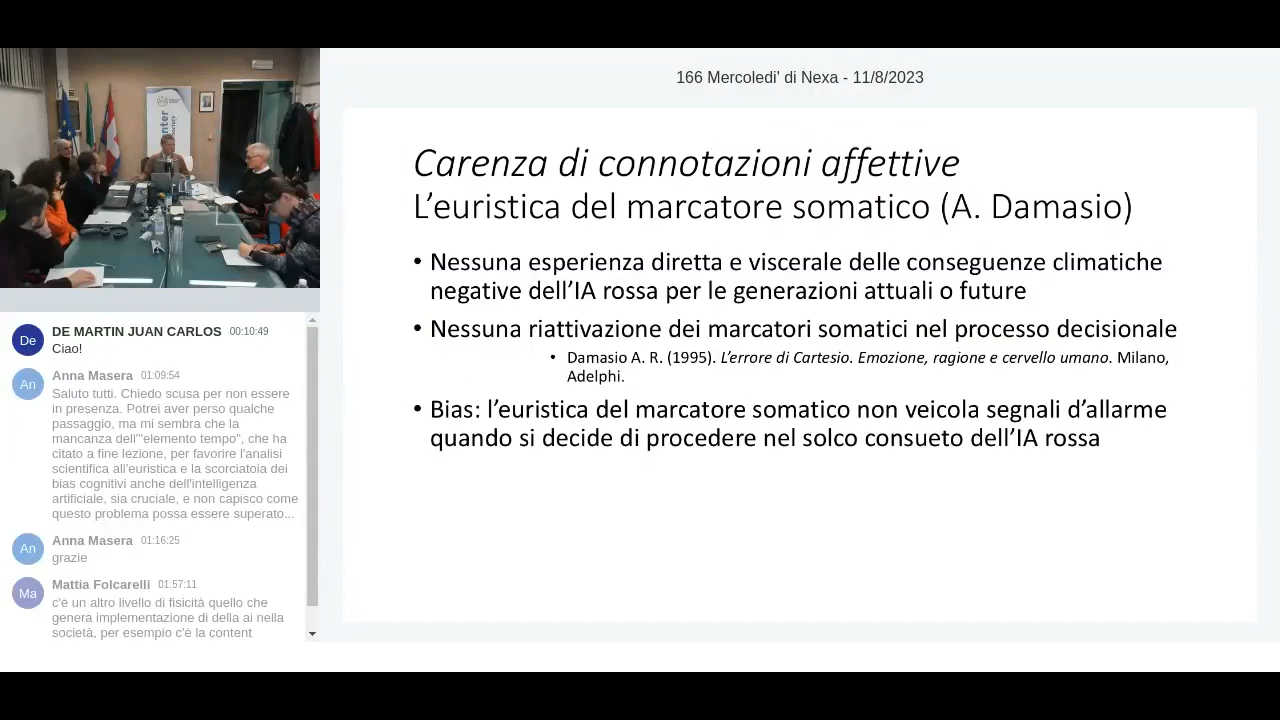 166 Mercoledi' di Nexa - 11/8/2023
Carenza di connotazioni affettive
L'euristica del marcatore somatico (A. Damasio)
• Nessuna esperienza diretta e viscerale delle conseguenze climatiche
negative dell'IA rossa per le generazioni attuali o future
• Nessuna riattivazione dei marcatori somatici nel processo decisionale
• Damasio A. R. (1995). L'errore di Cartesio. Emozione, ragione e cervello umano. Milano,
Adelphi.
• Bias: l'euristica del marcatore somatico non veicola segnali d'allarme
quando si decide di procedere nel solco consueto dell'IA rossa
De
DE MARTIN JUAN CARLOS 00:10:49
Ciao!
An
Anna Masera 01:09:54
Saluto tutti. Chiedo scusa per non essere
in presenza. Potrei aver perso qualche
passaggio, ma mi sembra che la
mancanza dell'"elemento tempo", che ha
citato a fine lezione, per favorire l'analisi
scientifica all'euristica e la scorciatoia dei
bias cognitivi anche dell'intelligenza
artificiale, sia cruciale, e non capisco come
questo problema possa essere superato...
An
Anna Masera 01:16:25
grazie
Ma
Mattia Folcarelli 01:57:11
c'è un altro livello di fisicità quello che
genera implementazione di della ai nella
società, per esempio c'è la content